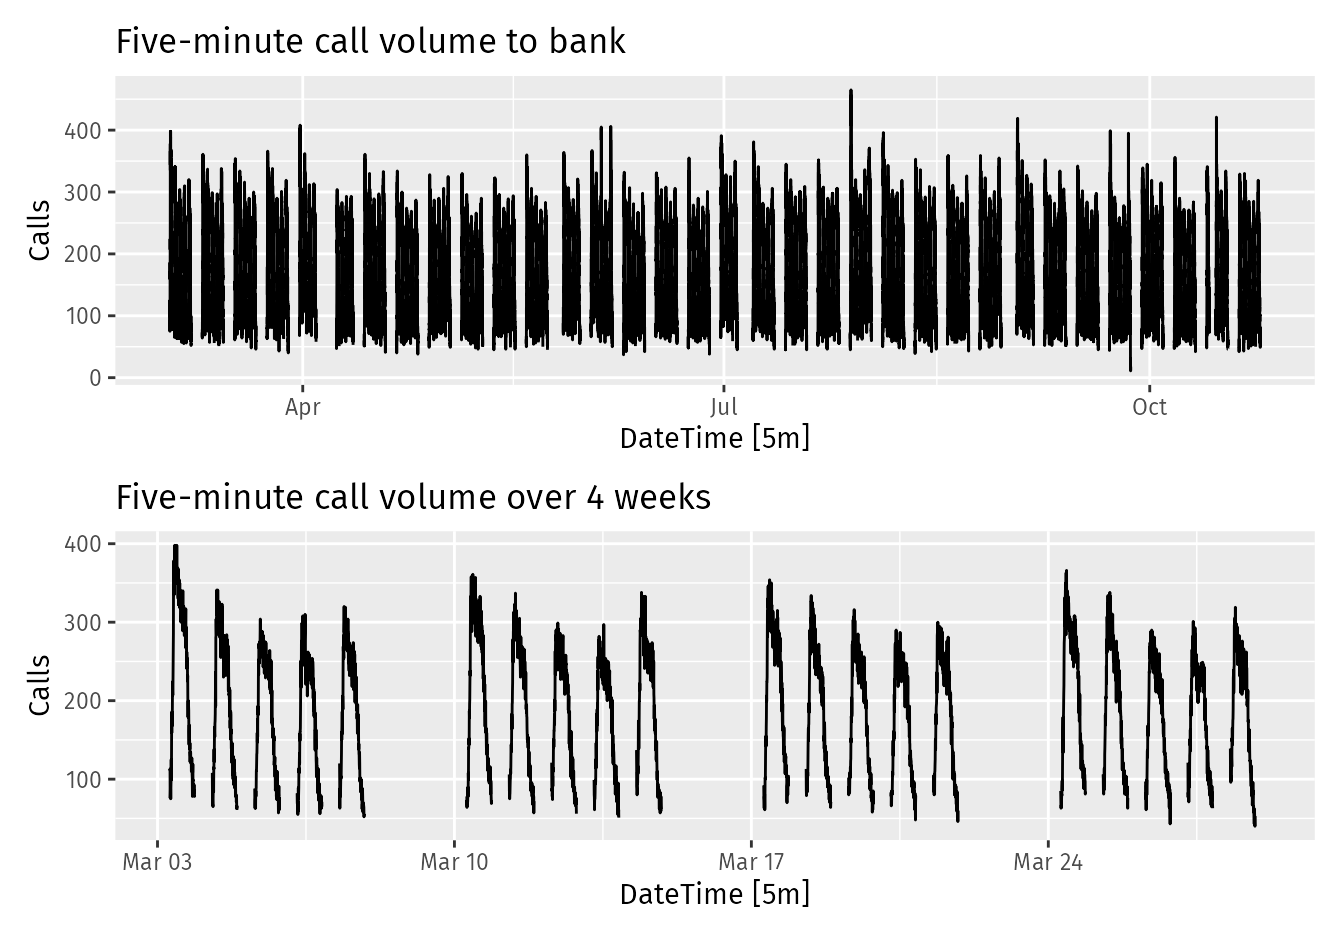 Five-minute call volume to bank
400
300
200
100
0
Calls
Apr
Jul
Oct
DateTime [5m]
Five-minute call volume over 4 weeks
400
300
200
100
Calls
Mar 03
Mar 10
Mar 17
Mar 24
DateTime [5m]